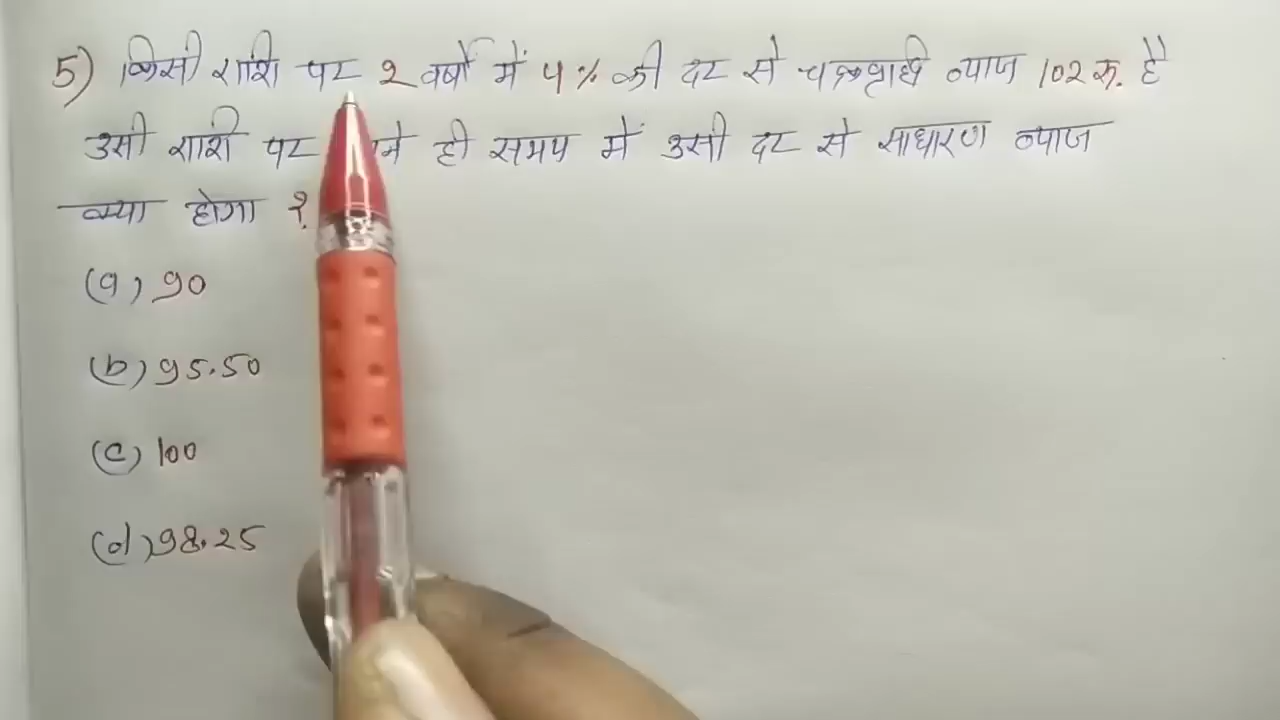 5) किसी राशि पर 2 वर्षो में 4% की दर से चक्रवृद्धि ब्याज 102 रु. है
उसी राशि पर ही समय में उसी दर से साधारण ब्याज
क्या होगा ?
(a) 90
(b) 95.50
(c) 100
(d) 98.25